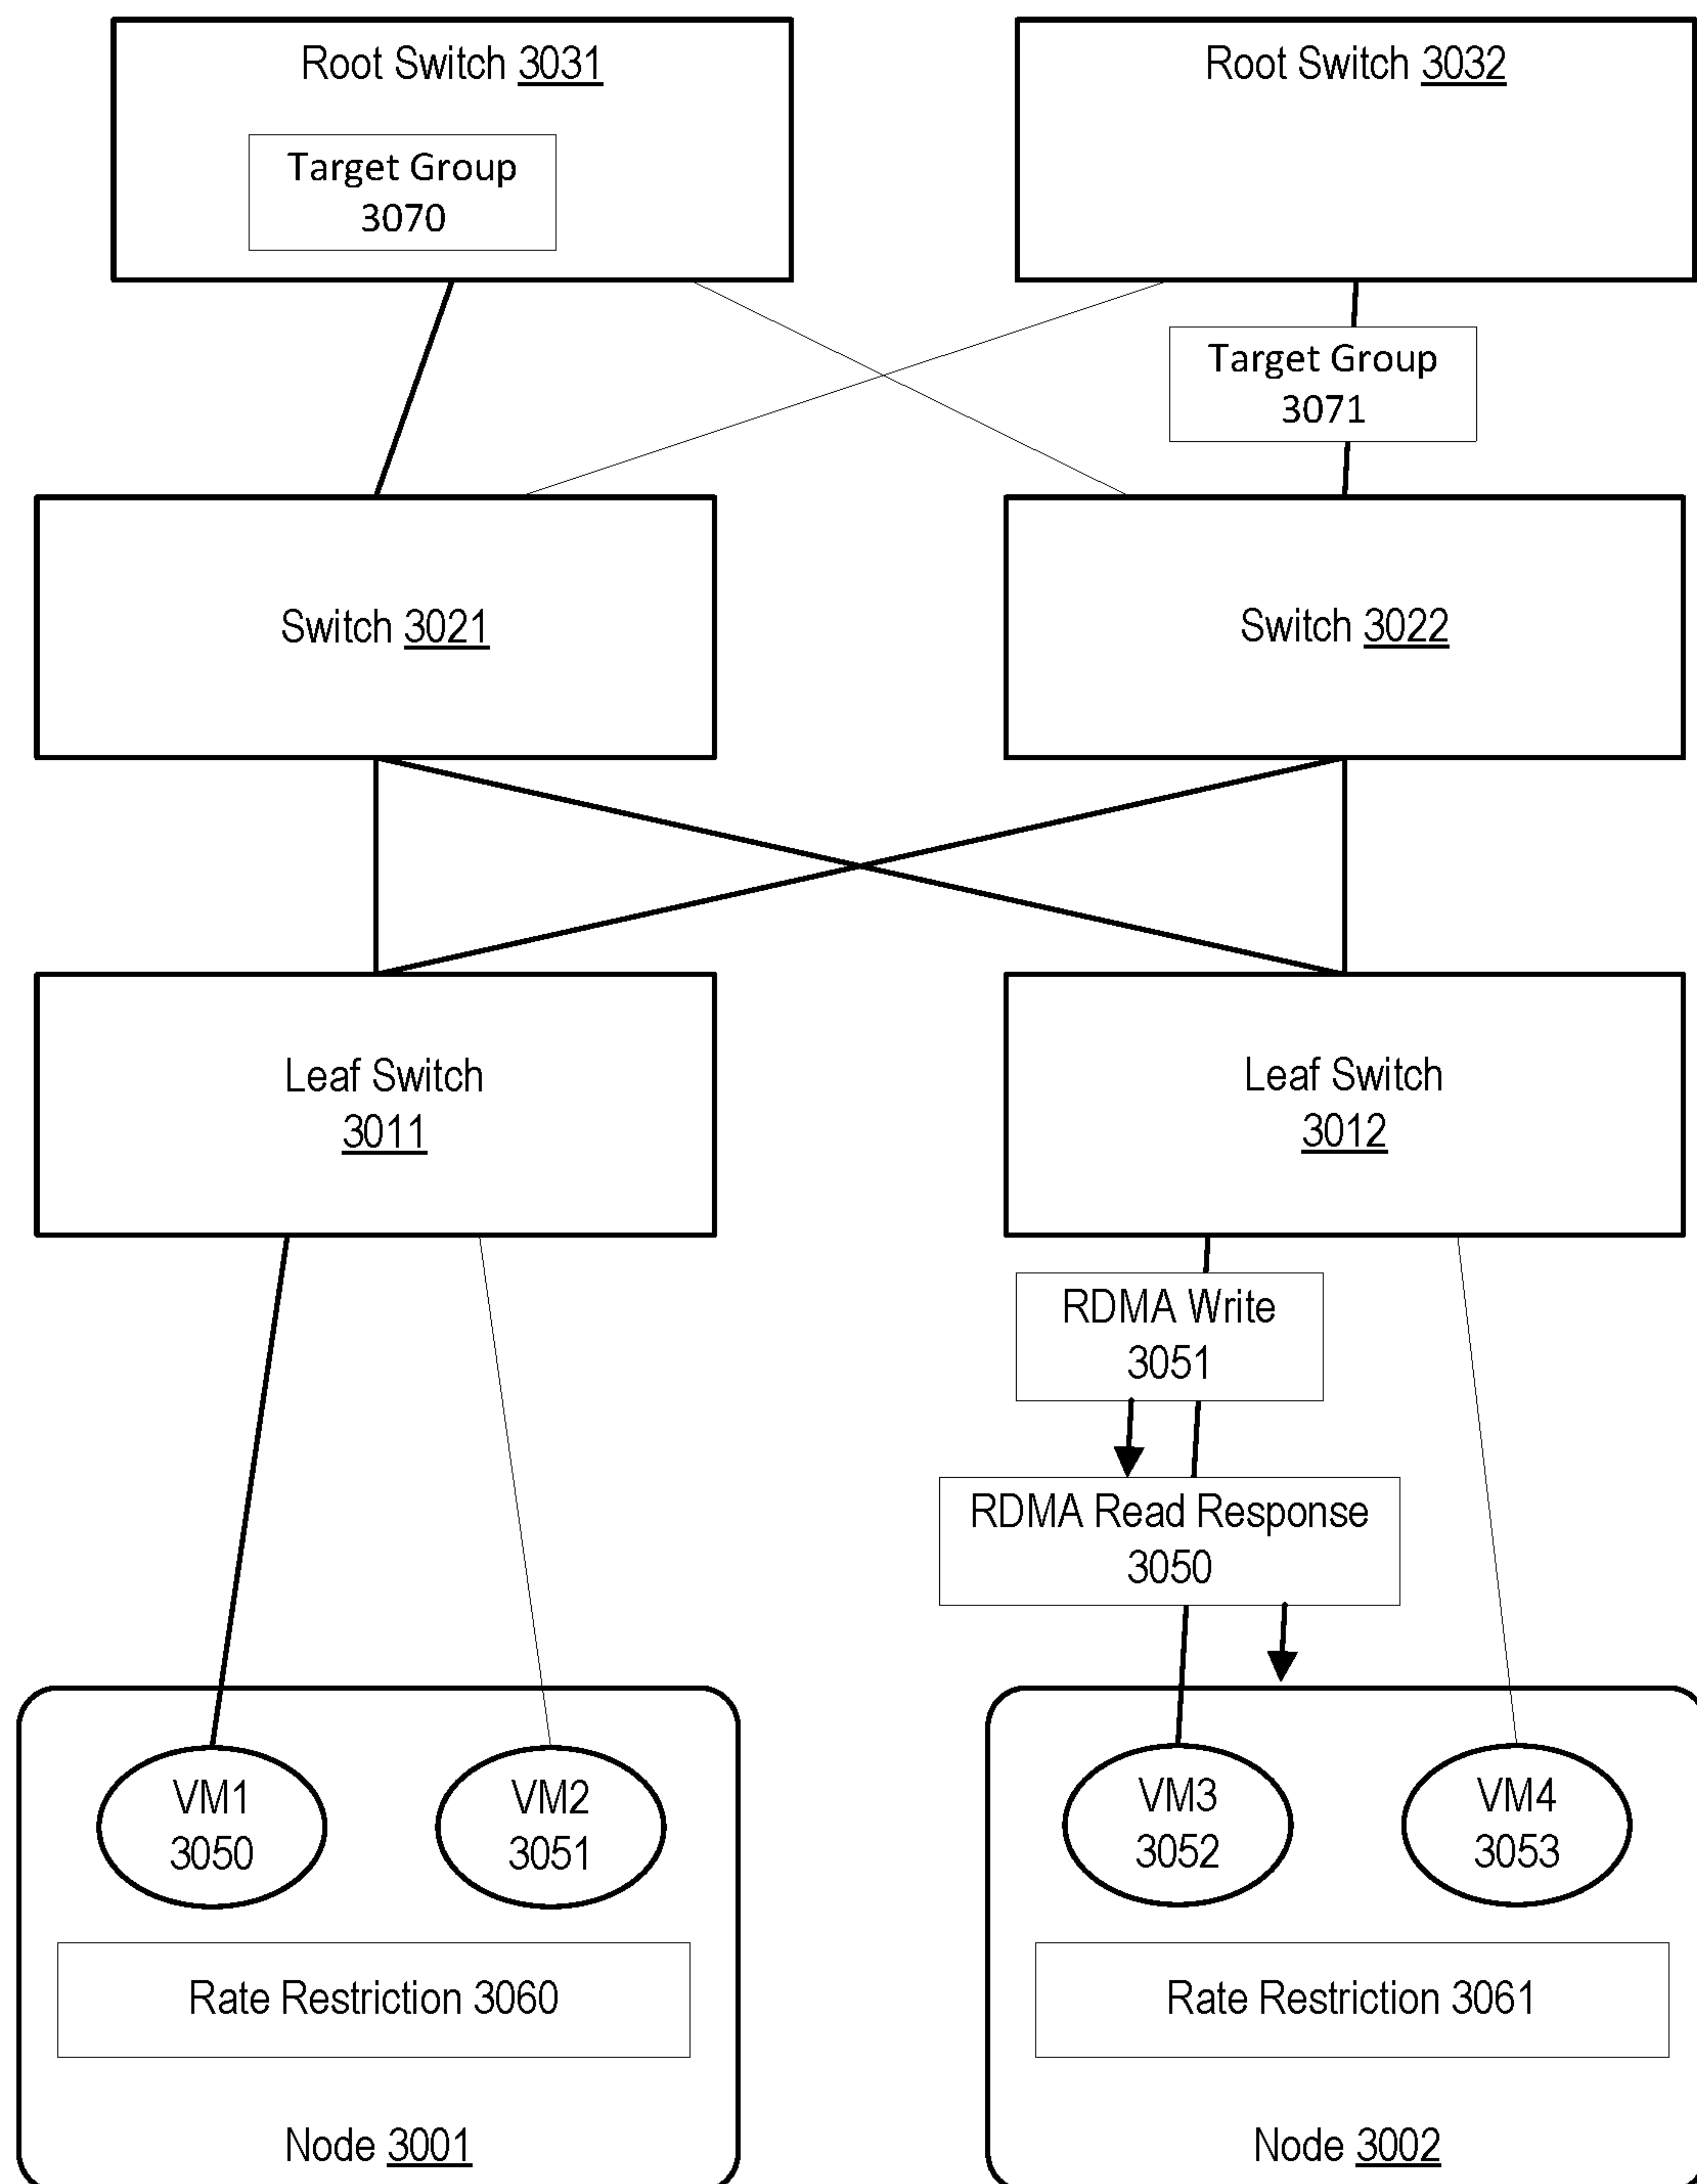 Root Switch 3031
Root Switch 3032
Target Group
3070
Target Group
3071
Switch 3021
Switch 3022
Leaf Switch
3011
Leaf Switch
3012
RDMA Write
3051
RDMA Read Response
3050
VM1
3050
VM2
3051
VM3
3052
VM4
3053
Rate Restriction 3060
Rate Restriction 3061
Node 3001
Node 3002